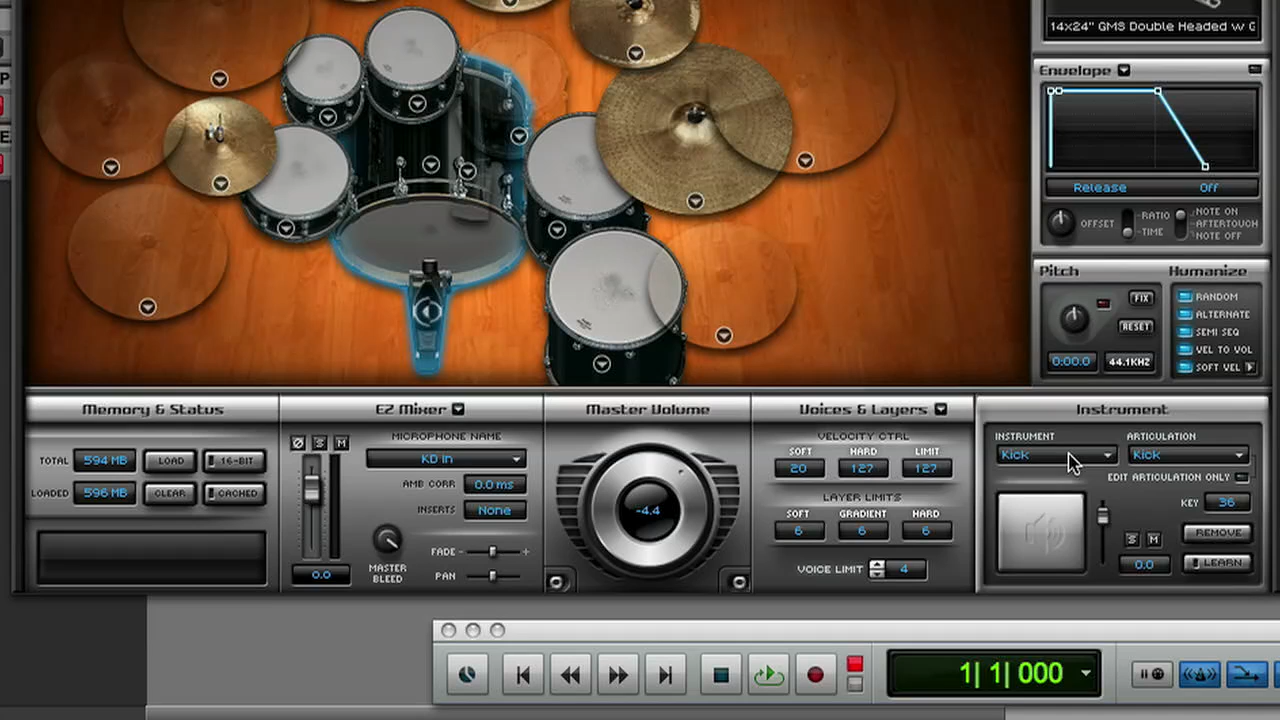 14x24" GMS Double Headed w
P
E
Envelope
Release Off
OFFSET
RATIO
TIME
NOTE ON
AFTERTOUCH
NOTE OFF
Pitch
FIX
RESET
0:00.0 44.1KHZ
Humanize
RANDOM
ALTERNATE
SEMI SEQ
VEL TO VOL
SOFT VEL
Memory & Status
TOTAL 594 MB LOAD 16-BIT
LOADED 596 MB CLEAR CACHED
EZ Mixer
Ø S M
MICROPHONE NAME
KD In
AMB CORR 0.0 ms
INSERTS None
MASTER
BLEED
FADE - +
PAN
0.0
Master Volume
-4.4
Voices & Layers
VELOCITY CTRL
SOFT HARD LIMIT
20 127 127
LAYER LIMITS
SOFT GRADIENT HARD
6 6 6
VOICE LIMIT 4
Instrument
INSTRUMENT ARTICULATION
Kick Kick
EDIT ARTICULATION ONLY
KEY 36
S M REMOVE
0.0 LEARN
1| 1| 000